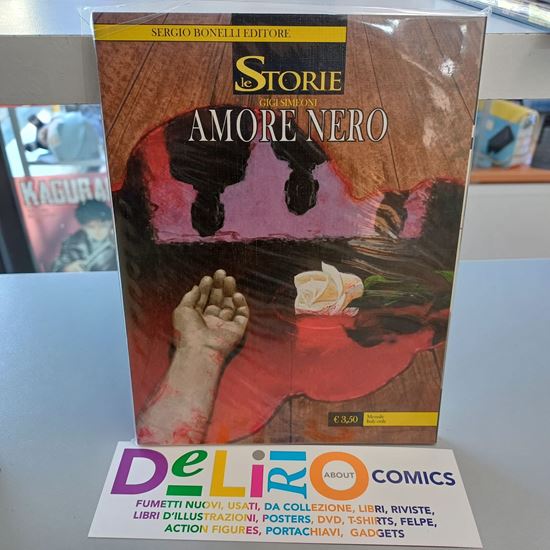 SERGIO BONELLI EDITORE
le STORIE
GIGI SIMEONI
AMORE NERO
KAGURA
€ 3,50
Mensile
DeLiRIO ABOUT COMICS
FUMETTI NUOVI, USATI, DA COLLEZIONE, LIBRI, RIVISTE,
LIBRI D'ILLUSTRAZIONI, POSTERS, DVD, T-SHIRTS, FELPE,
ACTION FIGURES, PORTACHIAVI, GADGETS